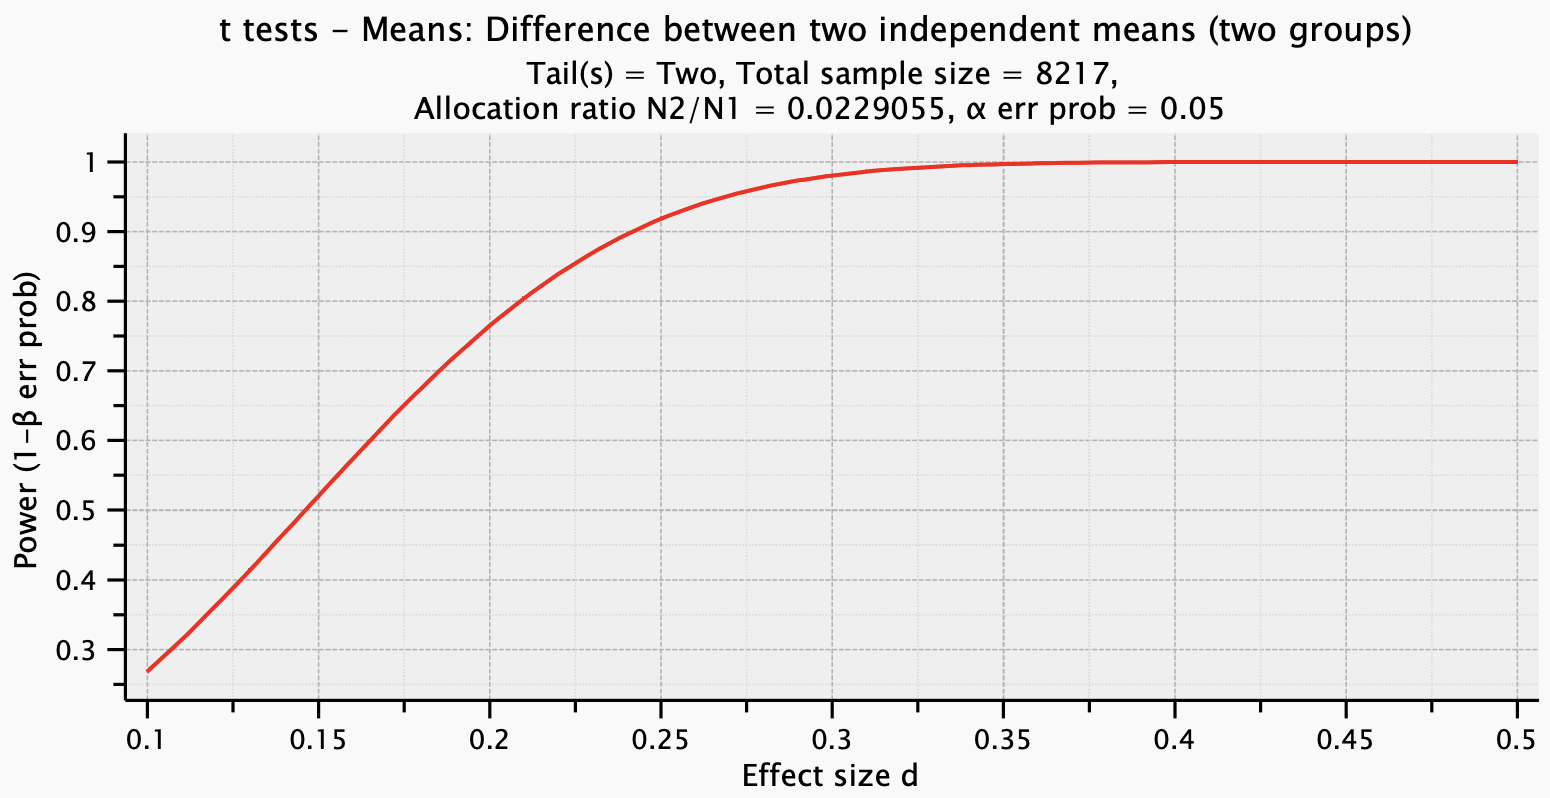 t tests – Means: Difference between two independent means (two groups)
Tail(s) = Two, Total sample size = 8217,
Allocation ratio N2/N1 = 0.0229055, α err prob = 0.05
Power (1-β err prob)
1
0.9
0.8
0.7
0.6
0.5
0.4
0.3
0.1 0.15 0.2 0.25 0.3 0.35 0.4 0.45 0.5
Effect size d